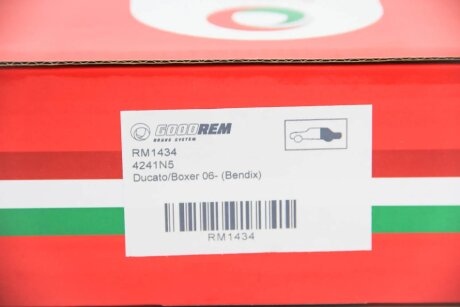 GOODREM
BRAKE SYSTEM
RM1434
4241N5
Ducato/Boxer 06- (Bendix)
RM1434